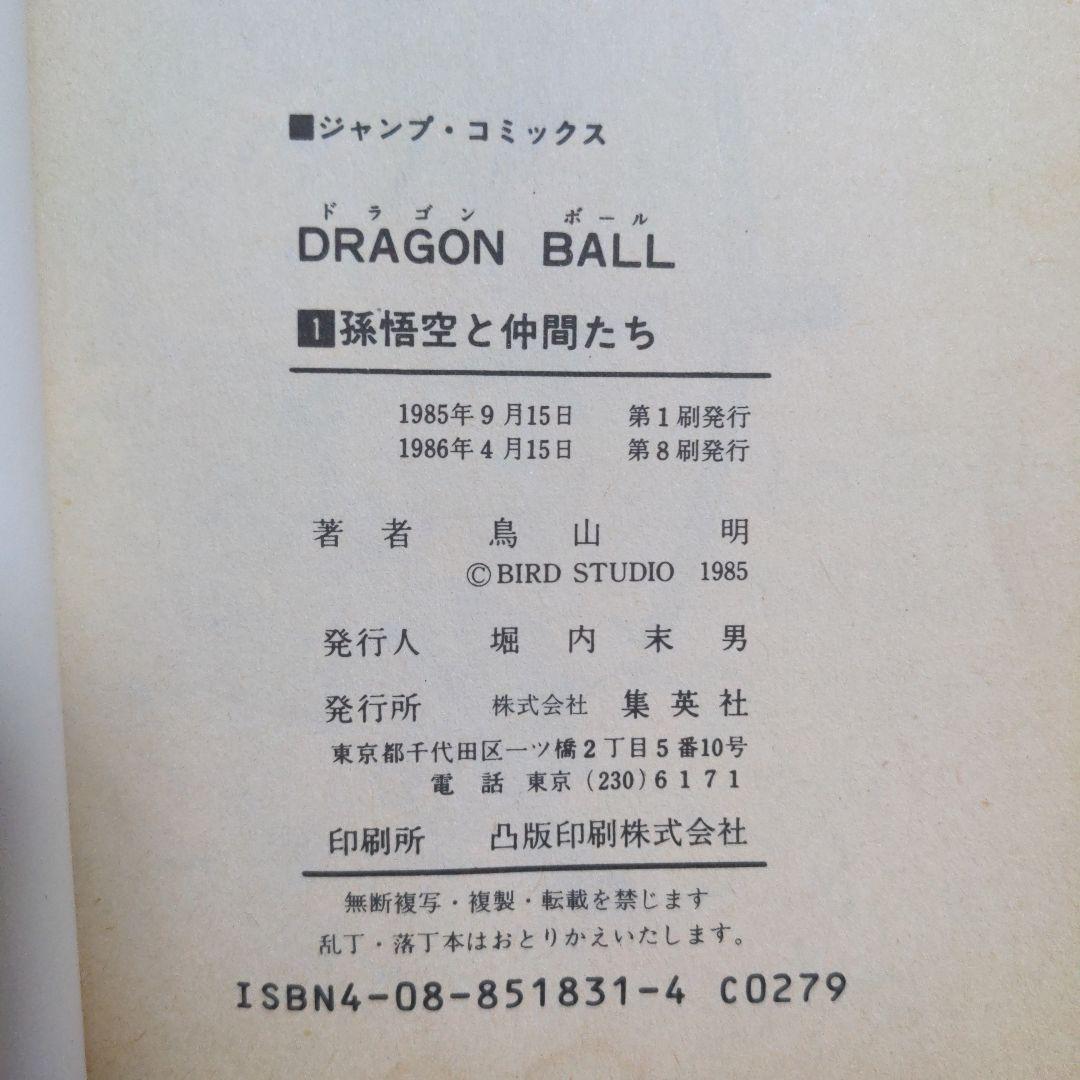 ■ジャンプ・コミックス
ドラゴン ボール
DRAGON BALL
1孫悟空と仲間たち
1985年9月15日 第1刷発行
1986年4月15日 第8刷発行
著者 鳥山明
©BIRD STUDIO 1985
発行人 堀内末男
発行所 株式会社 集英社
東京都千代田区一ツ橋2丁目5番10号
電話 東京(230)6171
印刷所 凸版印刷株式会社
無断複写・複製・転載を禁じます
乱丁・落丁本はおとりかえいたします。
ISBN4-08-851831-4 C0279